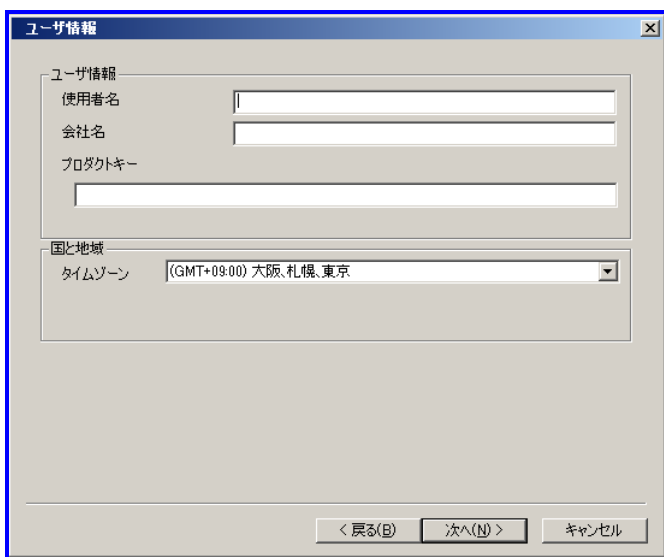 ユーザ情報
ユーザ情報
使用者名
会社名
プロダクトキー
国と地域
タイムゾーン
(GMT+09:00) 大阪、札幌、東京
< 戻る(B)
次へ(N) >
キャンセル